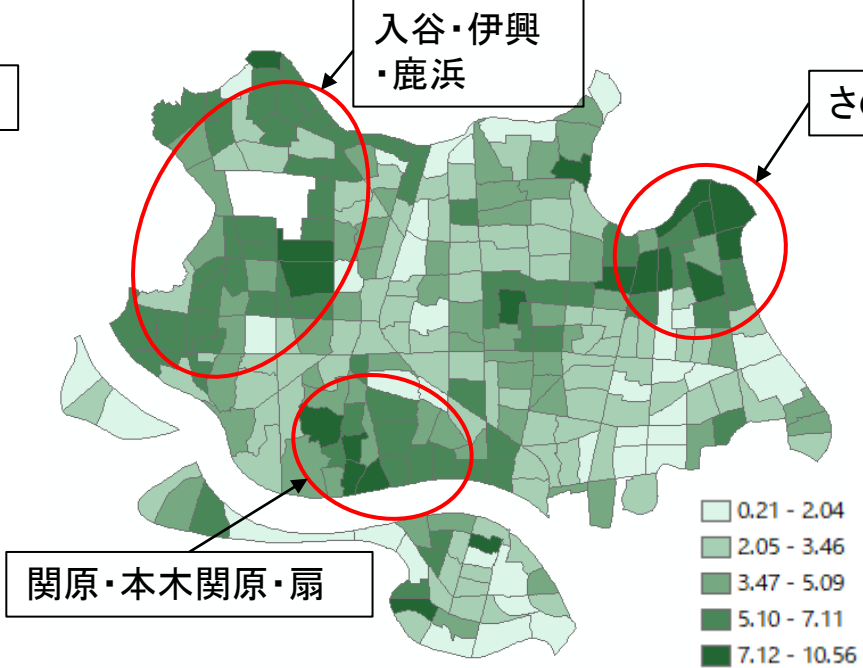 入谷・伊興
・鹿浜
さ
関原・本木関原・扇
0.21 - 2.04
2.05 - 3.46
3.47 - 5.09
5.10 - 7.11
7.12 - 10.56